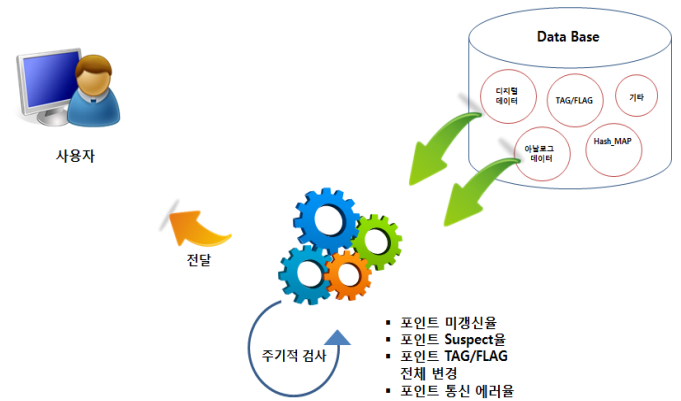 Data Base
디지털
데이터
TAG/FLAG
기타
아날로그
데이터
Hash_MAP
사용자
전달
주기적 검사
▪ 포인트 미갱신율
▪ 포인트 Suspect율
▪ 포인트 TAG/FLAG
전체 변경
▪ 포인트 통신 에러율